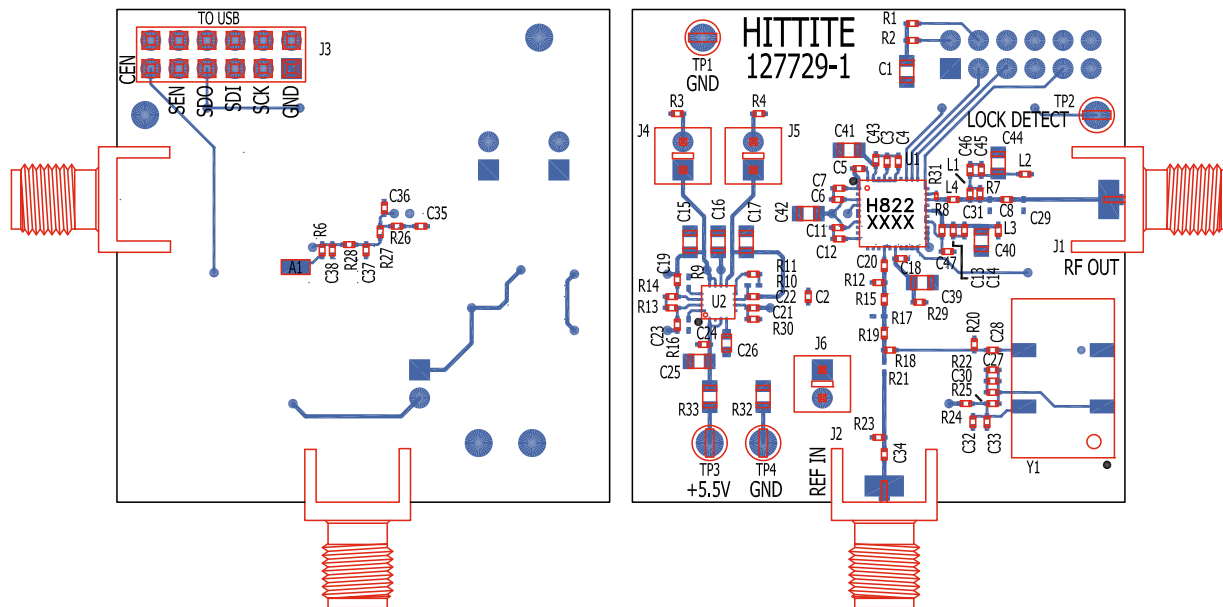 TO USB
J3
CEN
SEN
SDO
SDI
SCK
GND
C36
C35
R26
R27
R6
R28
C38
C37
A1
HITTITE
127729-1
TP1
GND
R1
R2
C1
TP2
LOCK DETECT
R3
R4
J4
J5
C41
C43
C3
C4
U1
C46
C45
C44
L1
L2
C5
C7
C6
R31
L4
R7
H822
XXXX
C42
C15
C16
C17
R8
C31
C8
C29
C11
C12
L3
C40
J1
RF OUT
C20
C18
C47
C13
C14
C19
R9
R11
R10
R14
R13
U2
C22
C21
R30
C2
R12
R15
C39
R29
R17
C23
R16
C24
C26
C25
R19
R18
R21
R20
C28
R22
C27
C30
R25
R24
C32
C33
J6
R33
R32
R23
J2
C34
Y1
TP3
+5.5V
TP4
GND
REF IN